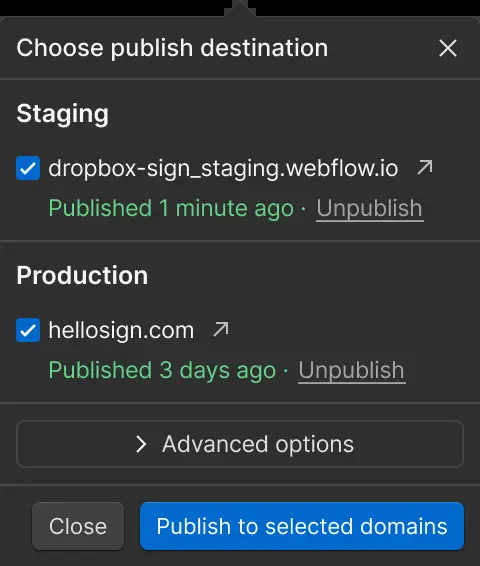 Choose publish destination
Staging
dropbox-sign_staging.webflow.io
Published 1 minute ago · Unpublish
Production
hellosign.com
Published 3 days ago · Unpublish
Advanced options
Close Publish to selected domains